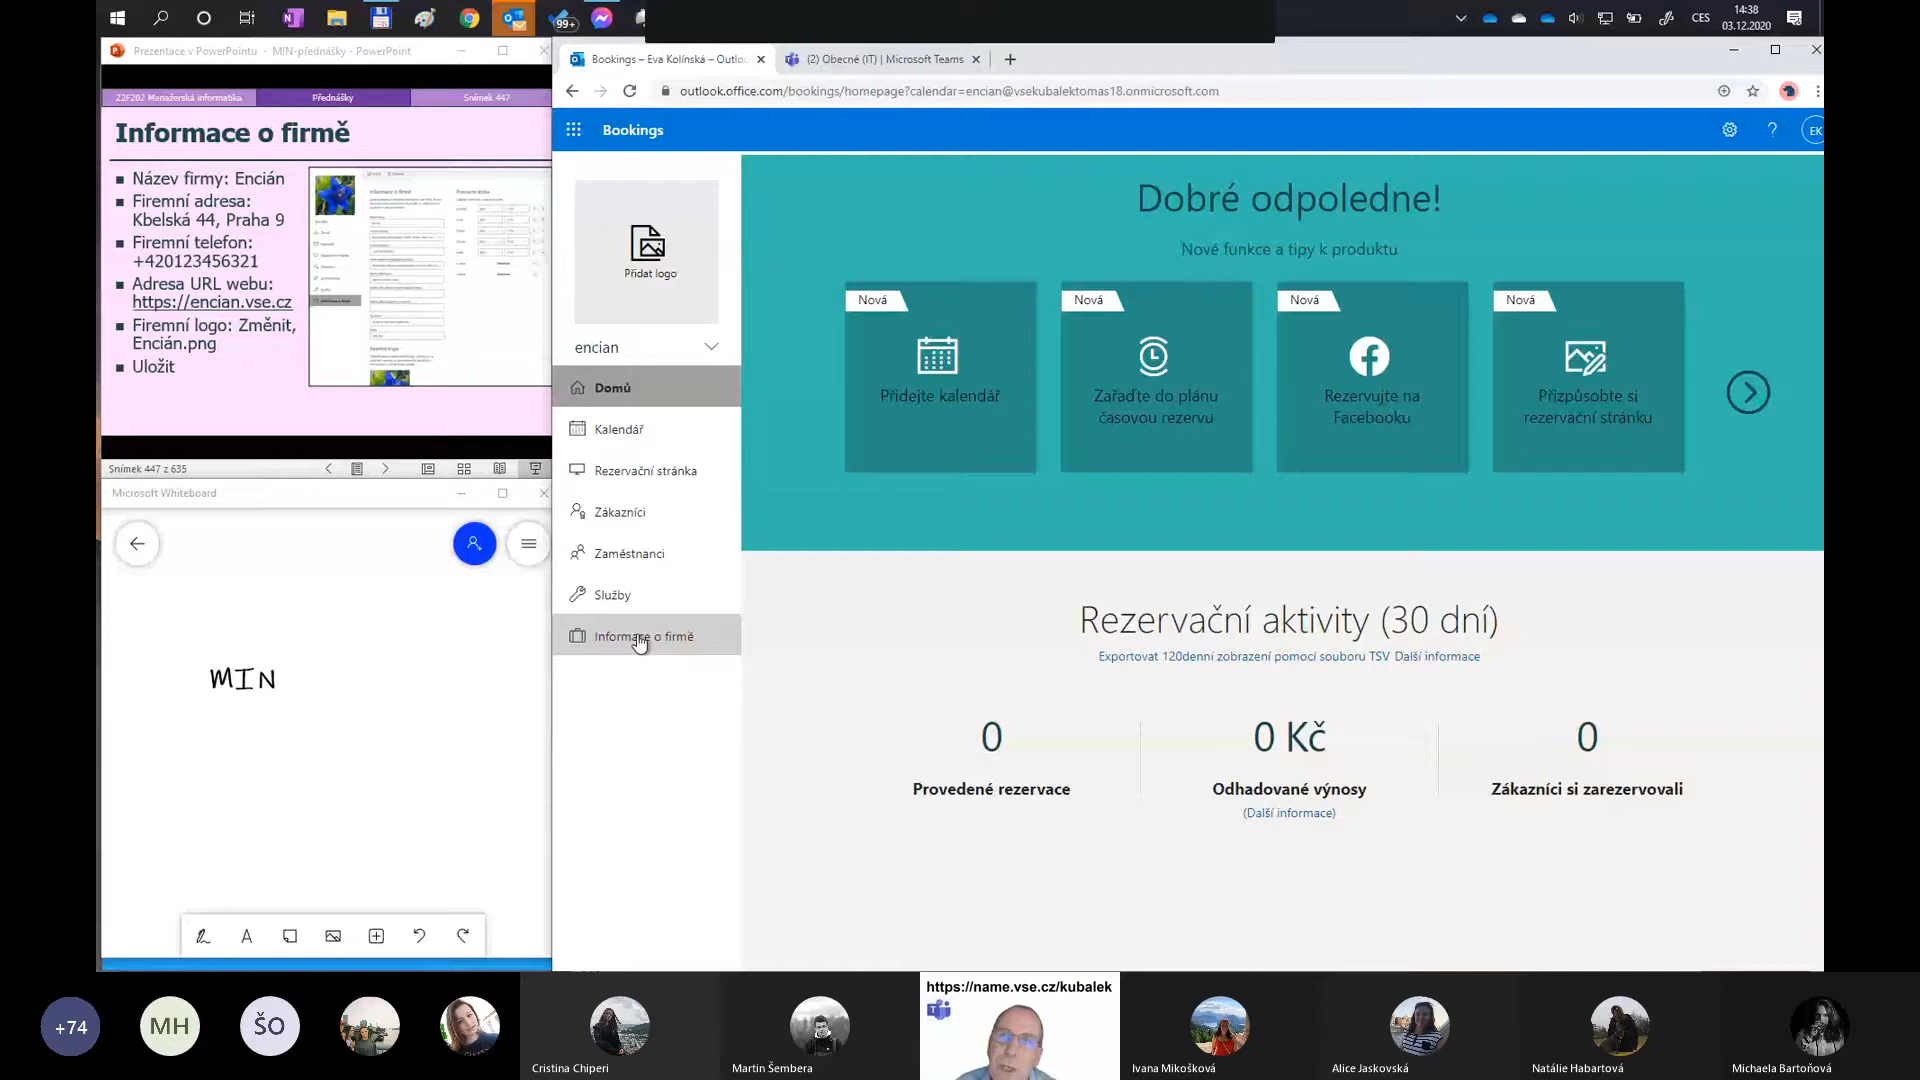 99+
CES
14:38
03.12.2020
Prezentace v PowerPointu - MIN-přednášky - PowerPoint
22F202 Manažerská informatika
Přednášky
Snímek 447
Informace o firmě
Název firmy: Encián
Firemní adresa:
Kbelská 44, Praha 9
Firemní telefon:
+420123456321
Adresa URL webu:
https://encian.vse.cz
Firemní logo: Změnit,
Encián.png
Uložit
Snímek 447 z 635
Microsoft Whiteboard
MIN
Bookings – Eva Kolínská – Outlo
(2) Obecné (IT) | Microsoft Teams
outlook.office.com/bookings/homepage?calendar=encian@vsekubalektomas18.onmicrosoft.com
Bookings
EK
Přidat logo
encian
Domů
Kalendář
Rezervační stránka
Zákazníci
Zaměstnanci
Služby
Informace o firmě
Dobré odpoledne!
Nové funkce a tipy k produktu
Nová
Přidejte kalendář
Nová
Zařaďte do plánu
časovou rezervu
Nová
Rezervujte na
Facebooku
Nová
Přizpůsobte si
rezervační stránku
Rezervační aktivity (30 dní)
Exportovat 120denní zobrazení pomocí souboru TSV Další informace
0
Provedené rezervace
0 Kč
Odhadované výnosy
(Další informace)
0
Zákazníci si zarezervovali
+74
MH
ŠO
Cristina Chiperi
Martin Šembera
https://name.vse.cz/kubalek
Ivana Mikošková
Alice Jaskovská
Natálie Habartová
Michaela Bartoňová